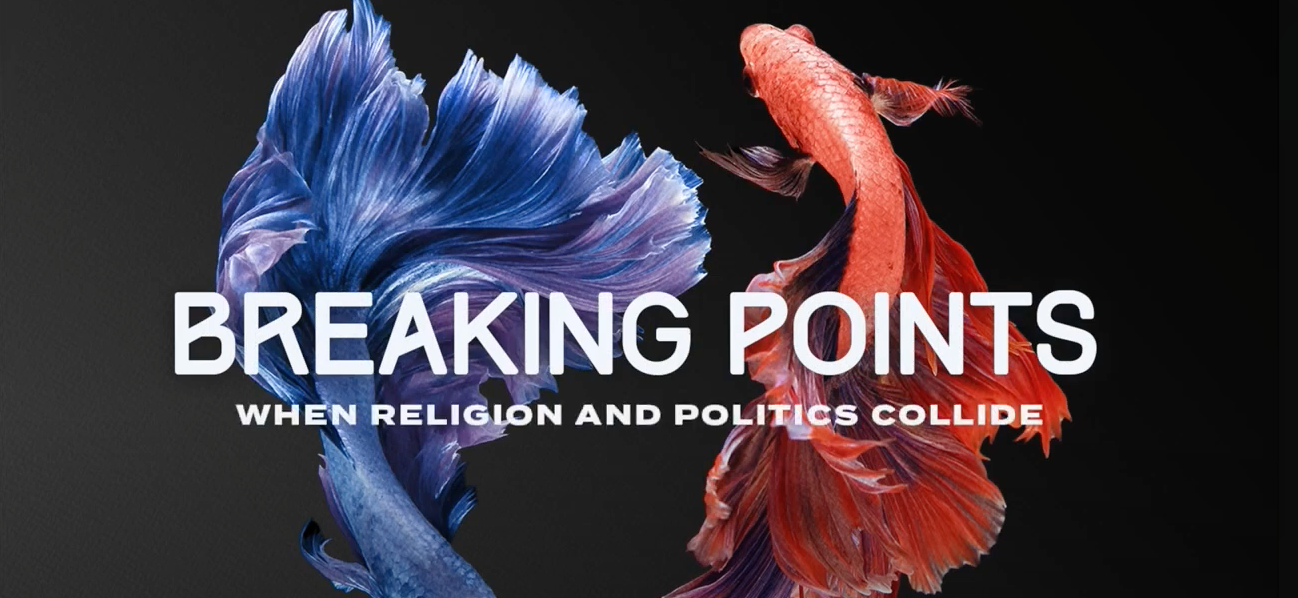 BREAKING POINTS
WHEN RELIGION AND POLITICS COLLIDE